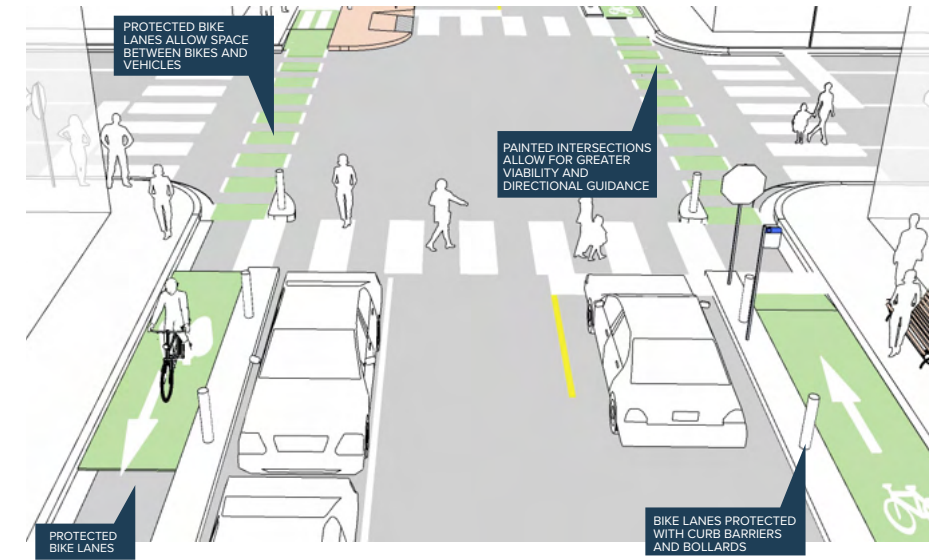 PROTECTED BIKE
LANES ALLOW SPACE
BETWEEN BIKES AND
VEHICLES
PAINTED INTERSECTIONS
ALLOW FOR GREATER
VIABILITY AND
DIRECTIONAL GUIDANCE
PROTECTED
BIKE LANES
BIKE LANES PROTECTED
WITH CURB BARRIERS
AND BOLLARDS